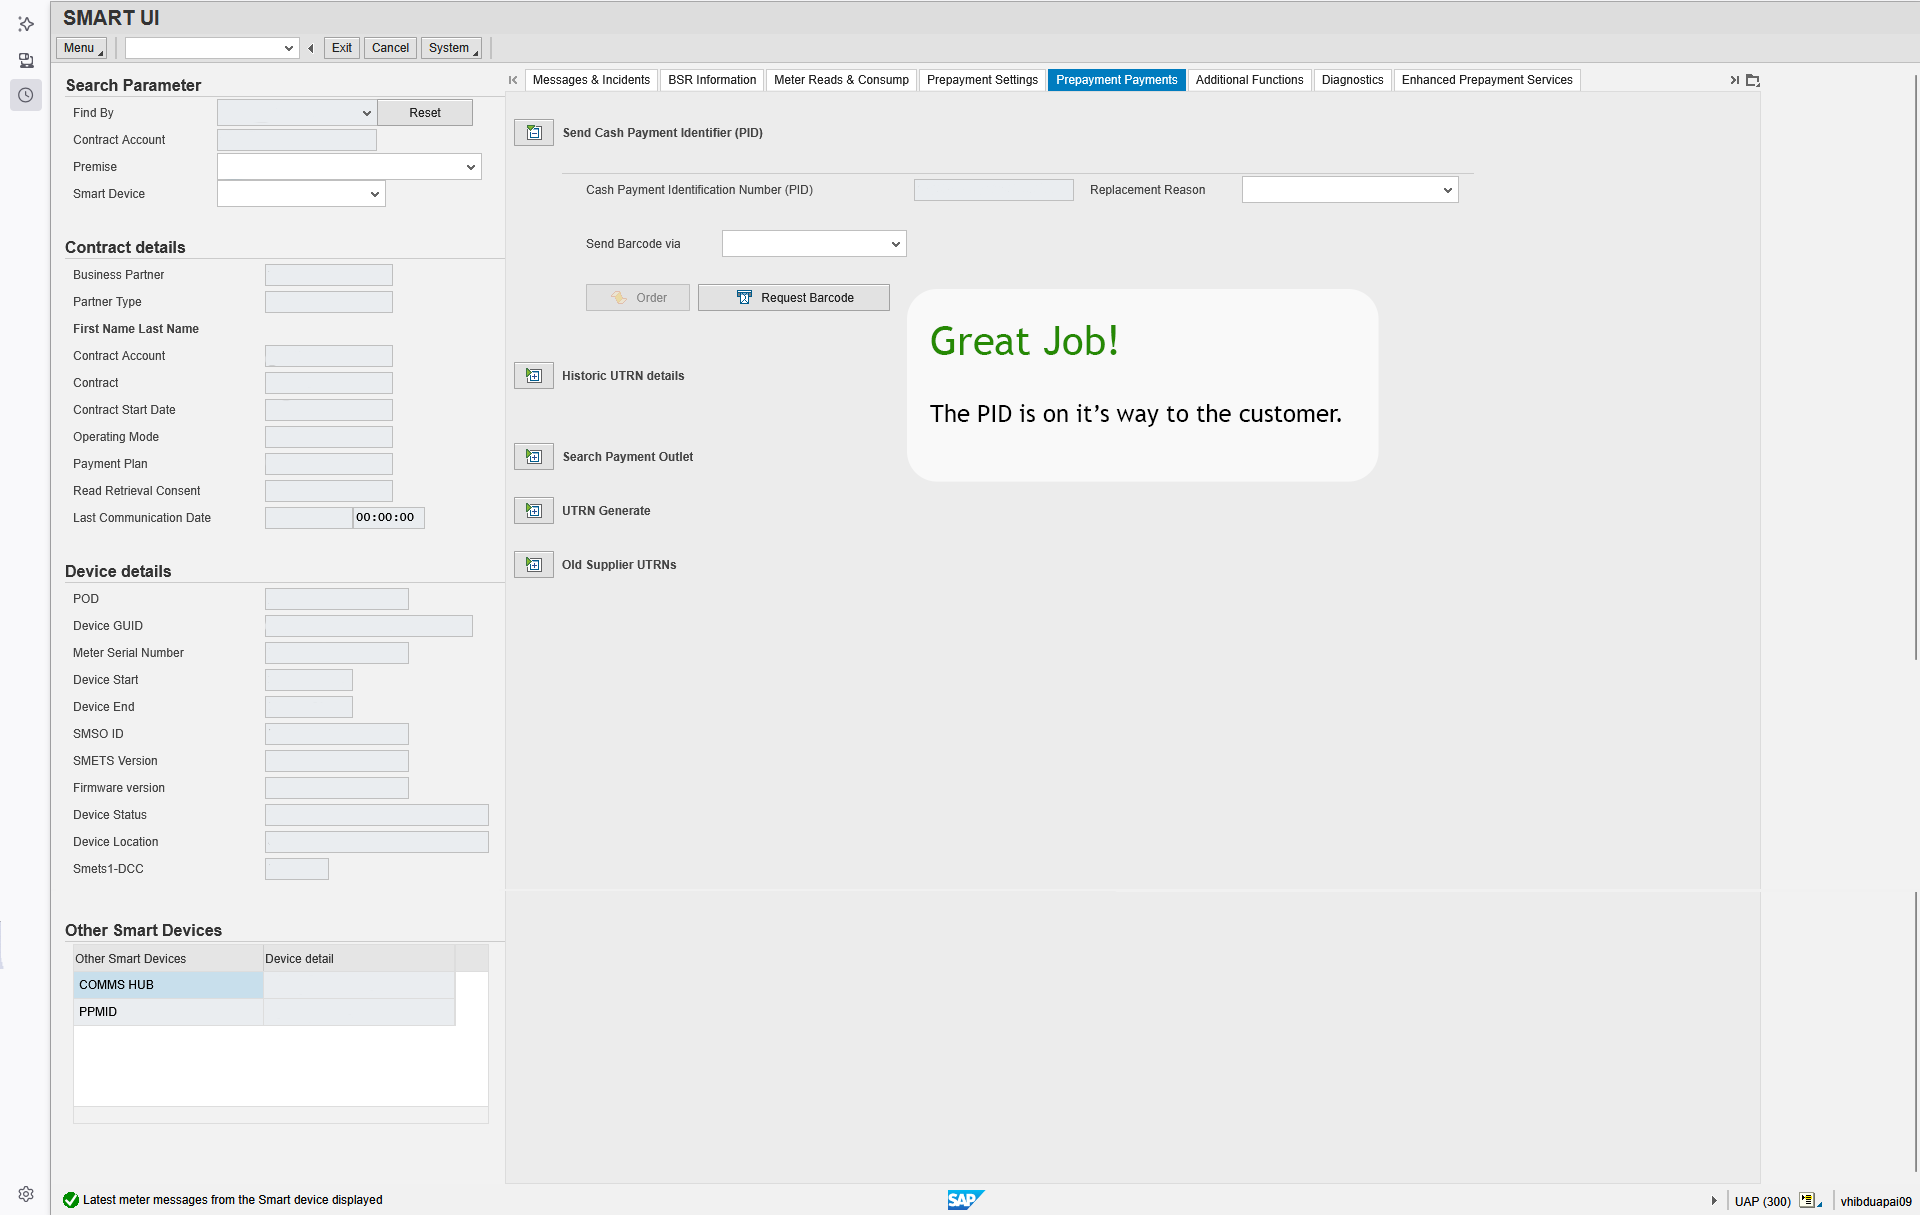 SMART UI
Menu
Exit
Cancel
System
Search Parameter
Find By
Reset
Contract Account
Premise
Smart Device
Contract details
Business Partner
Partner Type
First Name Last Name
Contract Account
Contract
Contract Start Date
Operating Mode
Payment Plan
Read Retrieval Consent
Last Communication Date
00:00:00
Device details
POD
Device GUID
Meter Serial Number
Device Start
Device End
SMSO ID
SMETS Version
Firmware version
Device Status
Device Location
Smets1-DCC
Other Smart Devices
Other Smart Devices
Device detail
COMMS HUB
PPMID
Messages & Incidents
BSR Information
Meter Reads & Consump
Prepayment Settings
Prepayment Payments
Additional Functions
Diagnostics
Enhanced Prepayment Services
Send Cash Payment Identifier (PID)
Cash Payment Identification Number (PID)
Replacement Reason
Send Barcode via
Order
Request Barcode
Great Job!
The PID is on it’s way to the customer.
Historic UTRN details
Search Payment Outlet
UTRN Generate
Old Supplier UTRNs
Latest meter messages from the Smart device displayed
SAP
UAP (300)
vhibduapai09